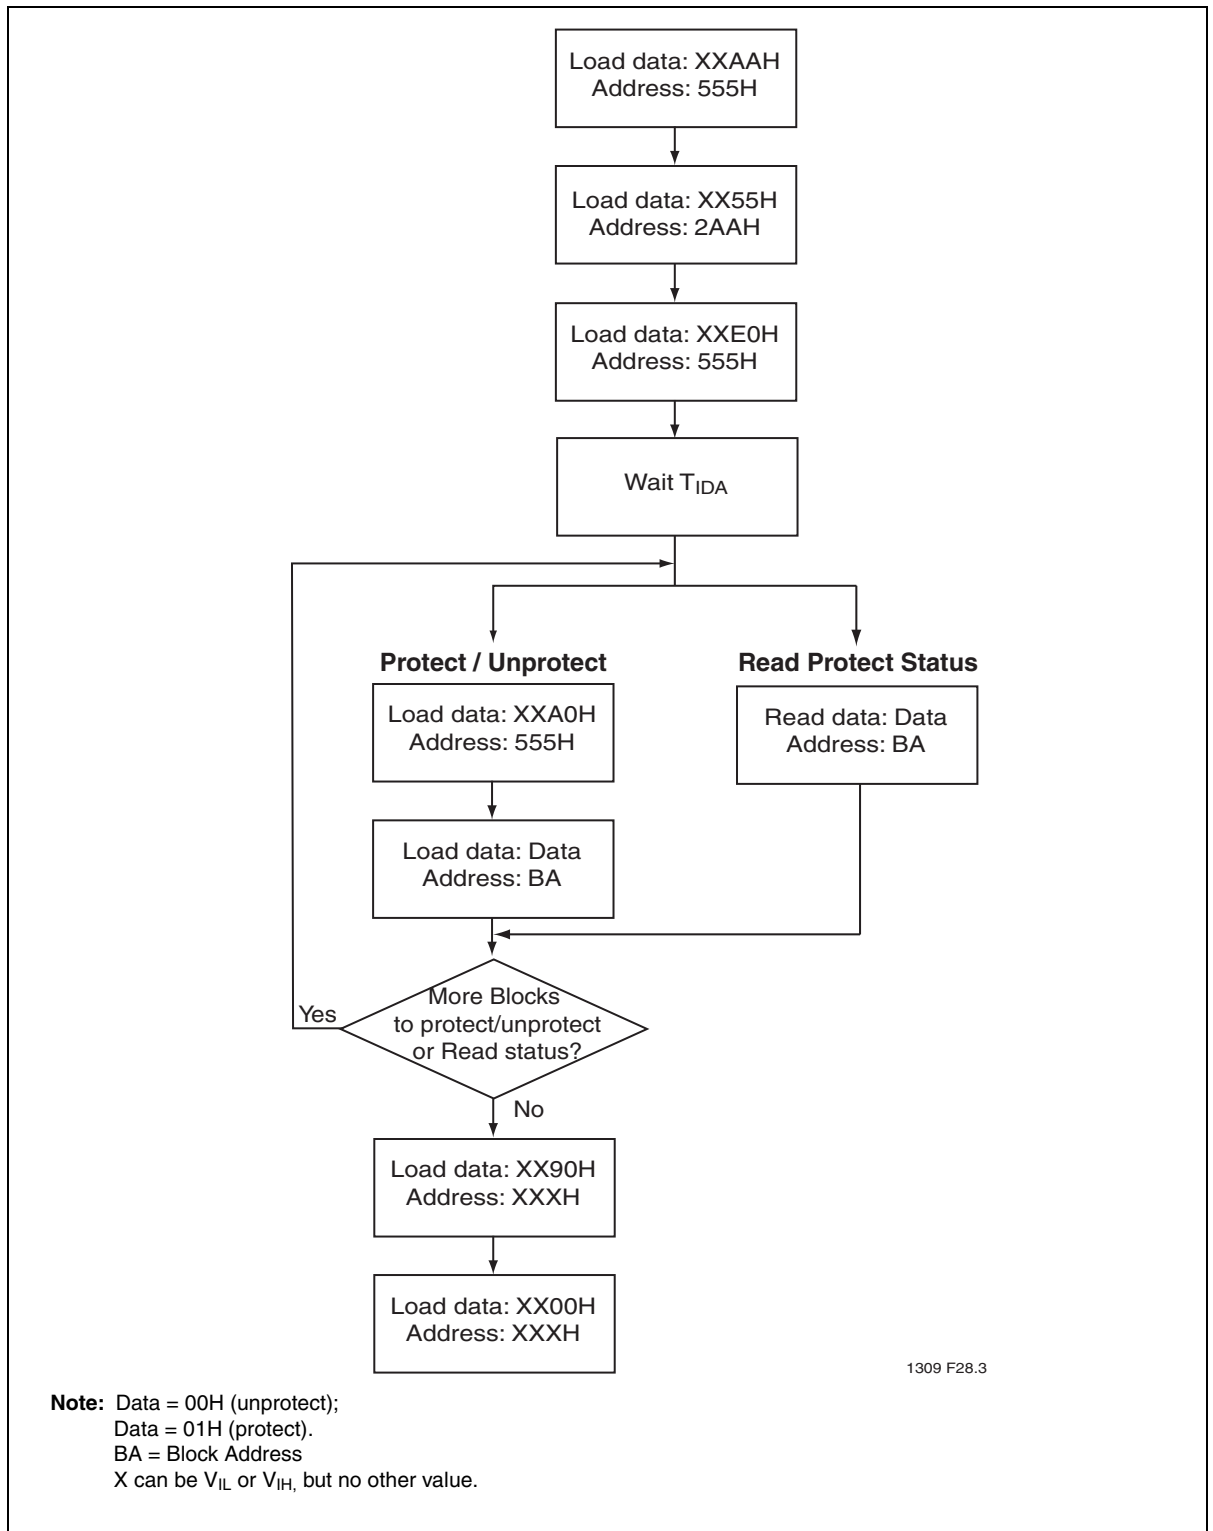 Load data: XXAAH
Address: 555H
Load data: XX55H
Address: 2AAH
Load data: XXE0H
Address: 555H
Wait TIDA
Protect / Unprotect
Load data: XXA0H
Address: 555H
Load data: Data
Address: BA
Read Protect Status
Read data: Data
Address: BA
More Blocks
to protect/unprotect
or Read status?
Yes
No
Load data: XX90H
Address: XXXH
Load data: XX00H
Address: XXXH
1309 F28.3
Note: Data = 00H (unprotect);
Data = 01H (protect).
BA = Block Address
X can be VIL or VIH, but no other value.